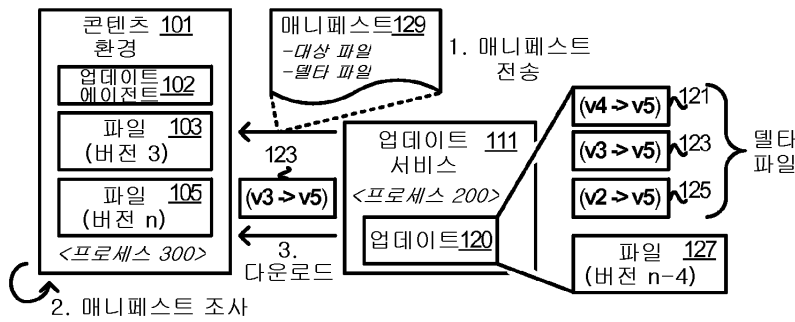 콘텐츠 101
환경
업데이트
에이전트 102
파일 103
(버전 3)
파일 105
(버전 n)
<프로세스 300>
2. 매니페스트 조사
매니페스트 129
-대상 파일
-델타 파일
1. 매니페스트
전송
123
(v3->v5)
3.
다운로드
업데이트 111
서비스
<프로세스 200>
업데이트 120
(v4->v5) 121
(v3->v5) 123
(v2->v5) 125
델타
파일
파일 127
(버전 n-4)